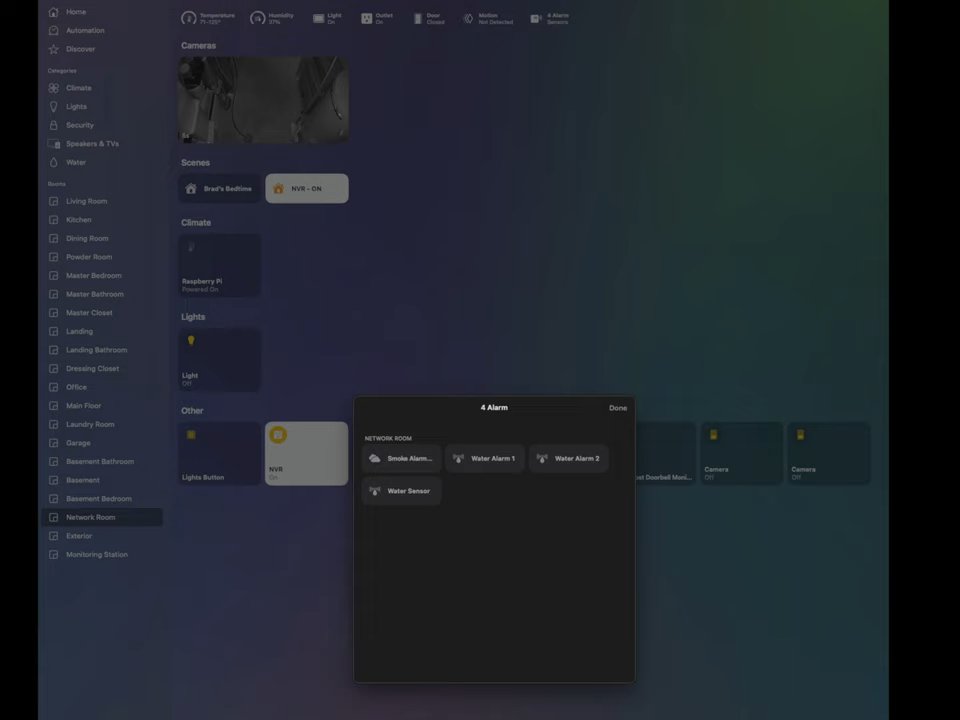 Home
Automation
Discover
Categories
Climate
Lights
Security
Speakers & TVs
Water
Rooms
Living Room
Kitchen
Dining Room
Powder Room
Master Bedroom
Master Bathroom
Master Closet
Landing
Landing Bathroom
Dressing Closet
Office
Main Floor
Laundry Room
Garage
Basement Bathroom
Basement
Basement Bedroom
Network Room
Exterior
Monitoring Station
Temperature
71–125°
Humidity
37%
Light
On
Outlet
On
Door
Closed
Motion
Not Detected
4 Alarm
Sensors
Cameras
Scenes
Brad's Bedtime
NVR - ON
Climate
Raspberry Pi
Powered On
Lights
Light
Off
Other
Lights Button
NVR
On
Doorbell Moni...
Camera
Off
Camera
Off
4 Alarm
Done
NETWORK ROOM
Smoke Alarm...
Water Alarm 1
Water Alarm 2
Water Sensor